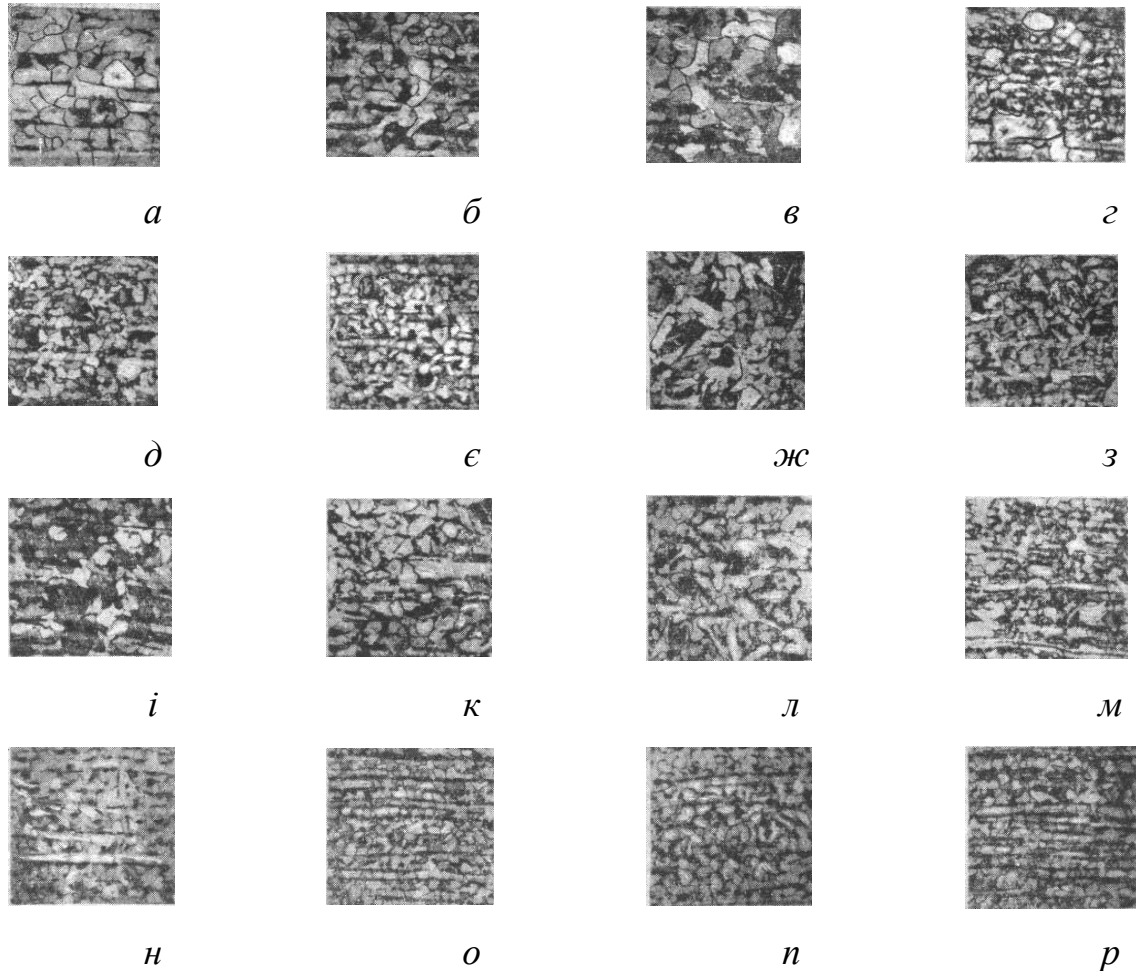 а б в г
д є ж з
і к л м
н о п р